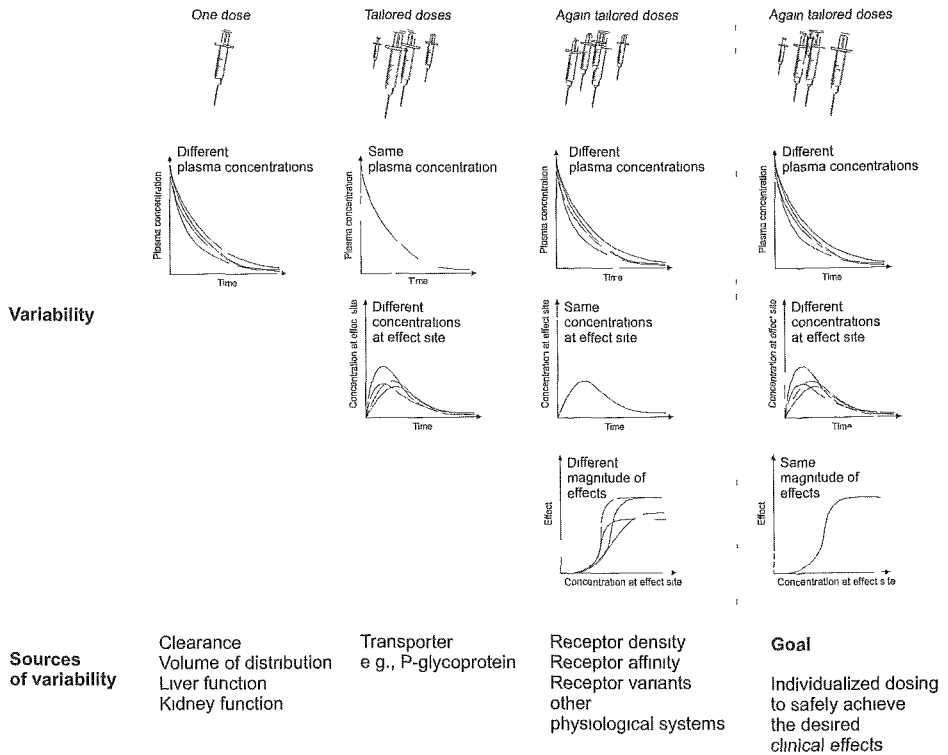 One dose
Tailored doses
Again tailored doses
Again tailored doses
Different
plasma concentrations
Plasma concentration
Time
Same
plasma concentration
Plasma concentration
Time
Different
plasma concentrations
Plasma concentration
Time
Different
plasma concentrations
Plasma concentration
Time
Variability
Different
concentrations
at effect site
Concentration at effect site
Time
Same
concentrations
at effect site
Concentration at effect site
Time
Different
concentrations
at effect site
Concentration at effect site
Time
Different
magnitude of
effects
Effect
Concentration at effect site
Same
magnitude of
effects
Effect
Concentration at effect site
Sources
of variability
Clearance
Volume of distribution
Liver function
Kidney function
Transporter
e g., P-glycoprotein
Receptor density
Receptor affinity
Receptor variants
other
physiological systems
Goal
Individualized dosing
to safely achieve
the desired
clinical effects